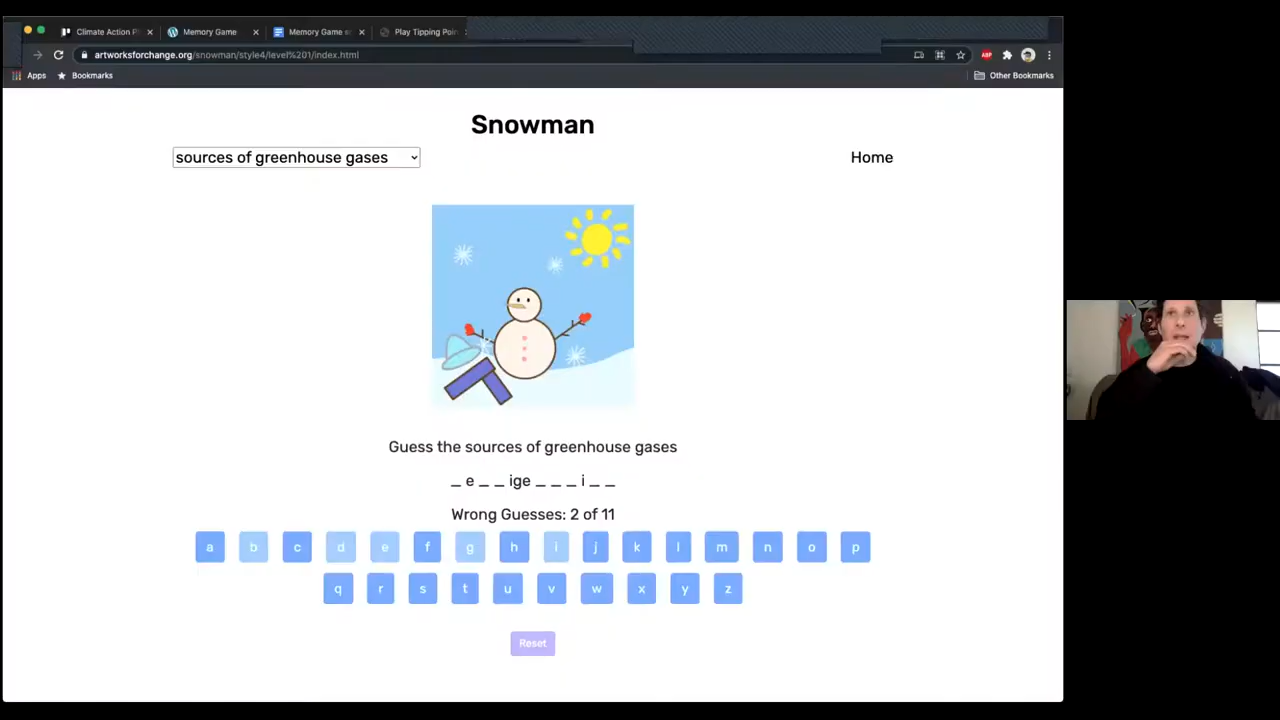 Climate Action P
Memory Game
Memory Game e
Play Tipping Poin
artworksforchange.org/snowman/style4/level%201/index.html
ABP
Apps
Bookmarks
Other Bookmarks
Snowman
sources of greenhouse gases
Home
Guess the sources of greenhouse gases
_ e _ _ ige _ _ _ i _ _
Wrong Guesses: 2 of 11
a b c d e f g h i j k l m n o p
q r s t u v w x y z
Reset